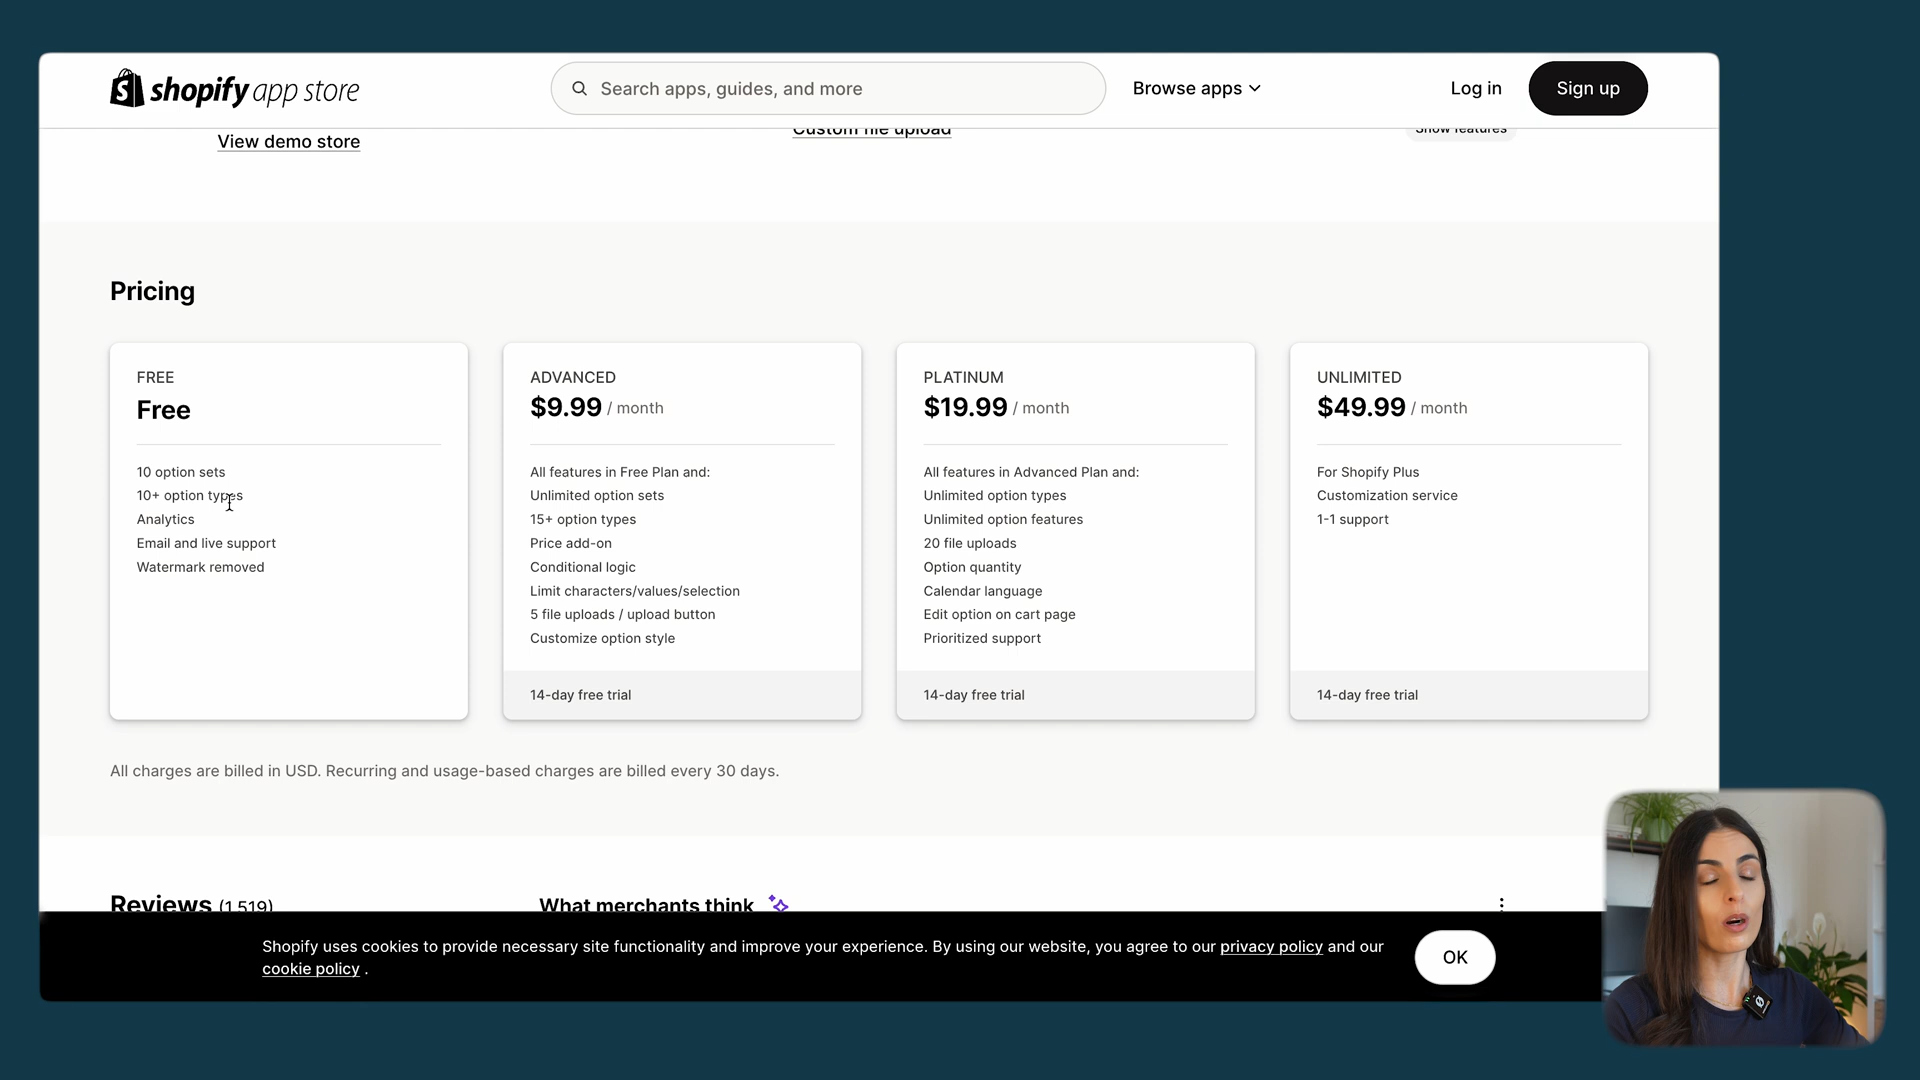 shopify app store
Search apps, guides, and more
Browse apps
Log in
Sign up
View demo store
Custom file upload
Show features
Pricing
FREE
Free
10 option sets
10+ option types
Analytics
Email and live support
Watermark removed
ADVANCED
$9.99 / month
All features in Free Plan and:
Unlimited option sets
15+ option types
Price add-on
Conditional logic
Limit characters/values/selection
5 file uploads / upload button
Customize option style
14-day free trial
PLATINUM
$19.99 / month
All features in Advanced Plan and:
Unlimited option types
Unlimited option features
20 file uploads
Option quantity
Calendar language
Edit option on cart page
Prioritized support
14-day free trial
UNLIMITED
$49.99 / month
For Shopify Plus
Customization service
1-1 support
14-day free trial
All charges are billed in USD. Recurring and usage-based charges are billed every 30 days.
Reviews (1,519)
What merchants think
Shopify uses cookies to provide necessary site functionality and improve your experience. By using our website, you agree to our privacy policy and our
cookie policy .
OK